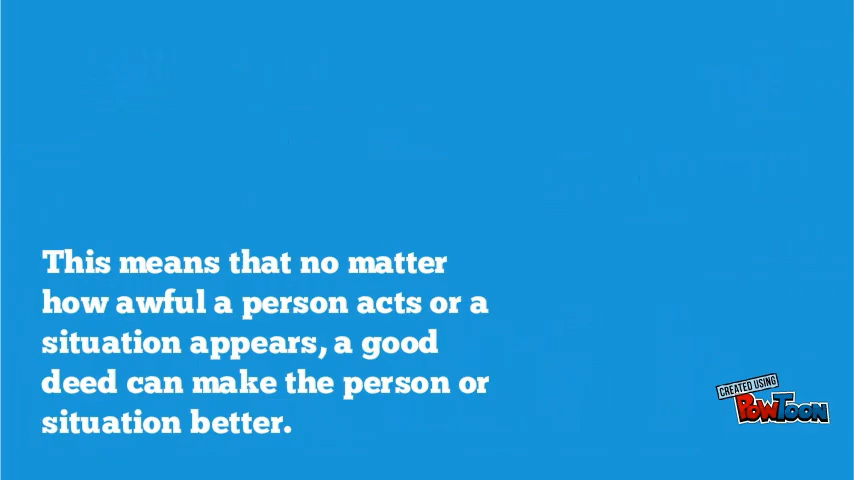 This means that no matter
how awful a person acts or a
situation appears, a good
deed can make the person or
situation better.
CREATED USING
POWTOON